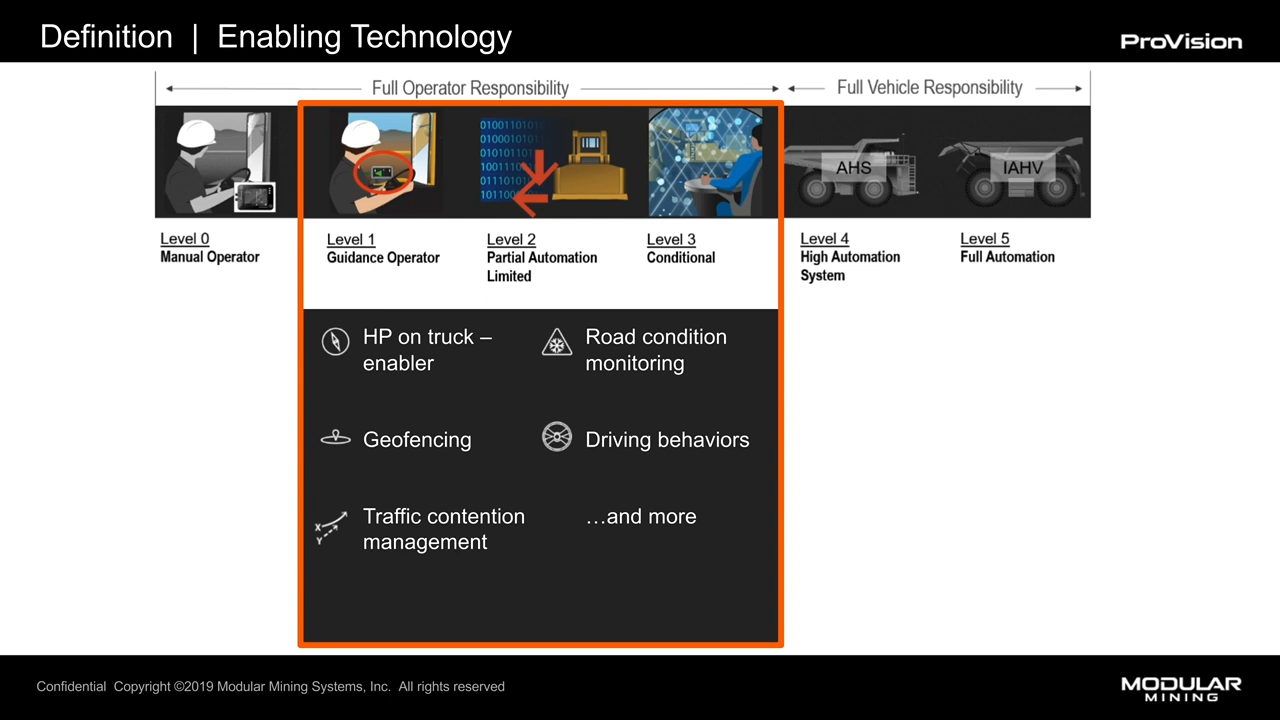 Definition | Enabling Technology
ProVision
Full Operator Responsibility
Full Vehicle Responsibility
AHS
IAHV
Level 0
Manual Operator
Level 1
Guidance Operator
Level 2
Partial Automation
Limited
Level 3
Conditional
Level 4
High Automation
System
Level 5
Full Automation
HP on truck –
enabler
Road condition
monitoring
Geofencing
Driving behaviors
X
Y
Traffic contention
management
…and more
Confidential Copyright ©2019 Modular Mining Systems, Inc. All rights reserved
MODULAR
MINING